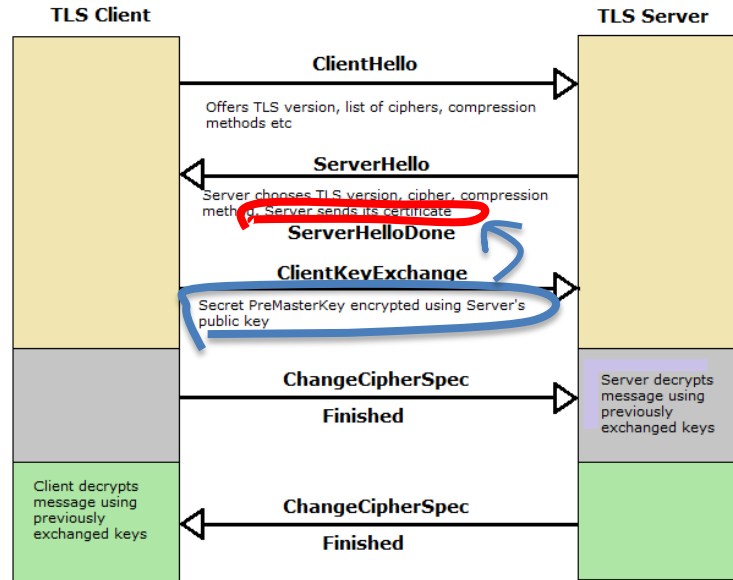 TLS Client
TLS Server
ClientHello
Offers TLS version, list of ciphers, compression
methods etc
ServerHello
Server chooses TLS version, cipher, compression
method. Server sends its certificate
ServerHelloDone
ClientKeyExchange
Secret PreMasterKey encrypted using Server's
public key
ChangeCipherSpec
Finished
Server decrypts
message using
previously
exchanged keys
Client decrypts
message using
previously
exchanged keys
ChangeCipherSpec
Finished